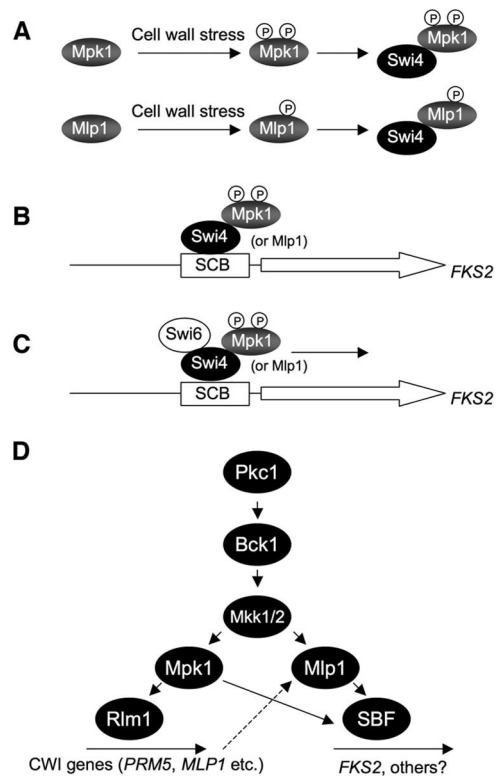 A
Mpk1 Cell wall stress P P Mpk1 P P Mpk1 Swi4
Mlp1 Cell wall stress P Mlp1 P Mlp1 Swi4
B
P P
Mpk1
Swi4 (or Mlp1)
SCB
FKS2
C
P P
Swi6 Mpk1
Swi4 (or Mlp1)
SCB
FKS2
D
Pkc1
Bck1
Mkk1/2
Mpk1 Mlp1
Rlm1 SBF
CWI genes (PRM5, MLP1 etc.) FKS2, others?